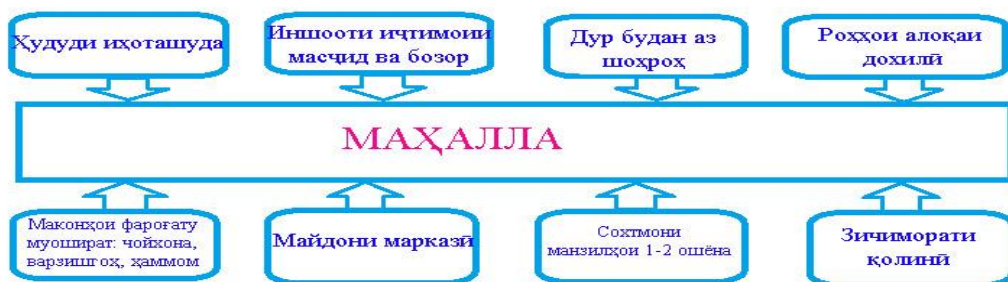 Ҳудуди иҳоташуда
Иншооти иҷтимоии
масҷид ва бозор
Дур будан аз
шоҳроҳ
Роҳҳои алоқаи
дохилӣ
МАҲАЛЛА
Маконҳои фароғату
муошират: чойхона,
варзишгоҳ, ҳаммом
Майдони марказӣ
Сохтмони
манзилҳои 1-2 ошёна
Зичиморати
қолинӣ